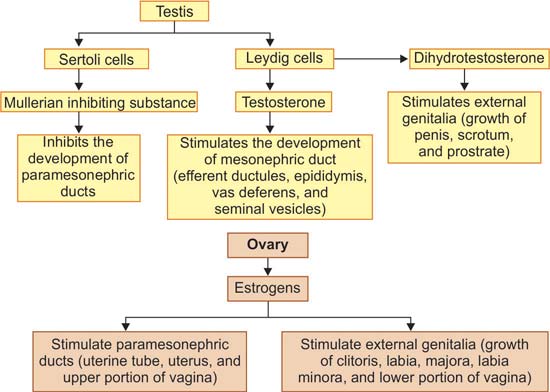 Testis
Sertoli cells
Leydig cells
Dihydrotestosterone
Mullerian inhibiting substance
Testosterone
Stimulates external
genitalia (growth of
penis, scrotum,
and prostrate)
Inhibits the
development of
paramesonephric
ducts
Stimulates the development
of mesonephric duct
(efferent ductules, epididymis,
vas deferens, and
seminal vesicles)
Ovary
Estrogens
Stimulate paramesonephric
ducts (uterine tube, uterus, and
upper portion of vagina)
Stimulate external genitalia (growth
of clitoris, labia, majora, labia
minora, and lower portion of vagina)